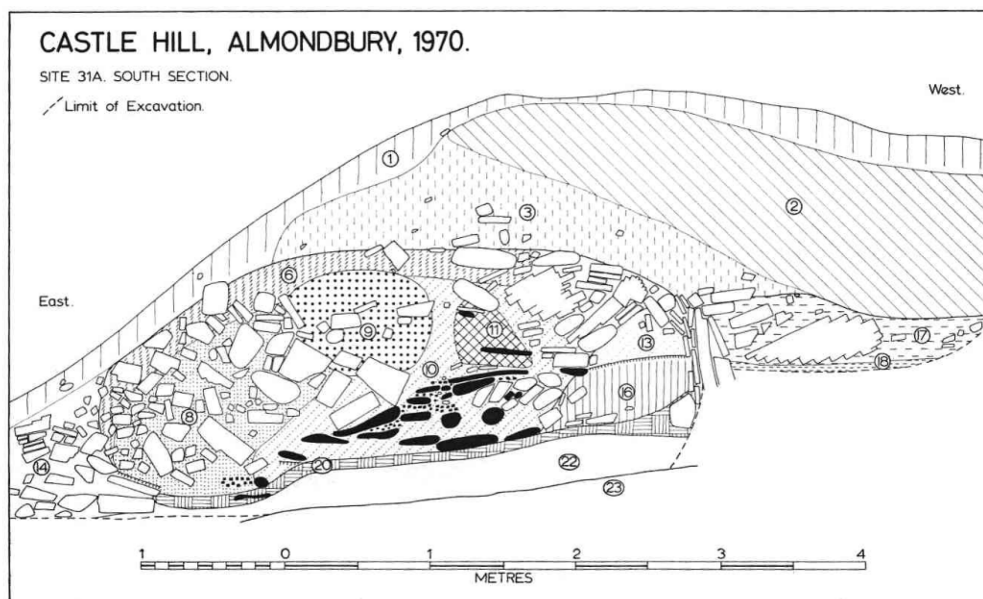 CASTLE HILL, ALMONDBURY, 1970.
SITE 31A. SOUTH SECTION.
Limit of Excavation.
West.
1
2
3
6
East.
9
11
13
17
18
10
16
8
14
20
22
23
1 0 1 2 3 4
METRES